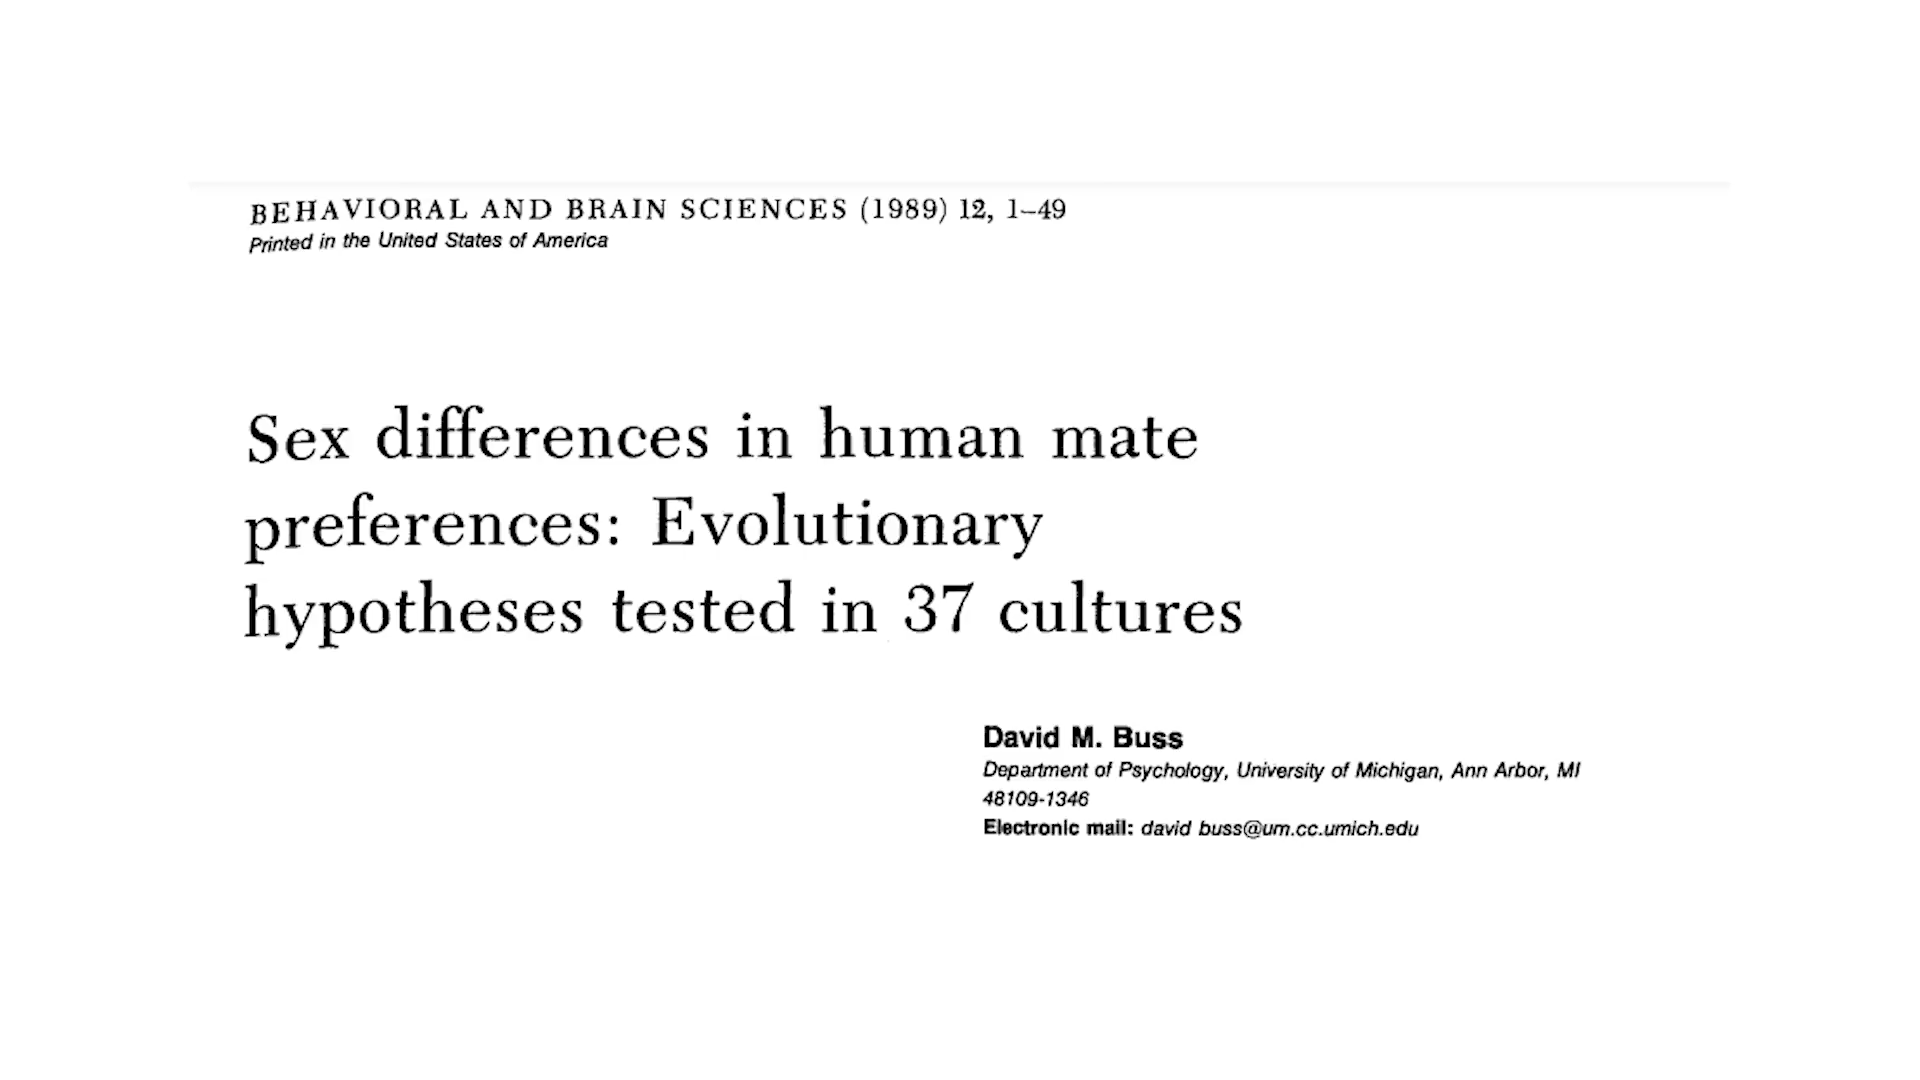 BEHAVIORAL AND BRAIN SCIENCES (1989) 12, 1–49
Printed in the United States of America
Sex differences in human mate
preferences: Evolutionary
hypotheses tested in 37 cultures
David M. Buss
Department of Psychology, University of Michigan, Ann Arbor, MI
48109-1346
Electronic mail: david buss@um.cc.umich.edu